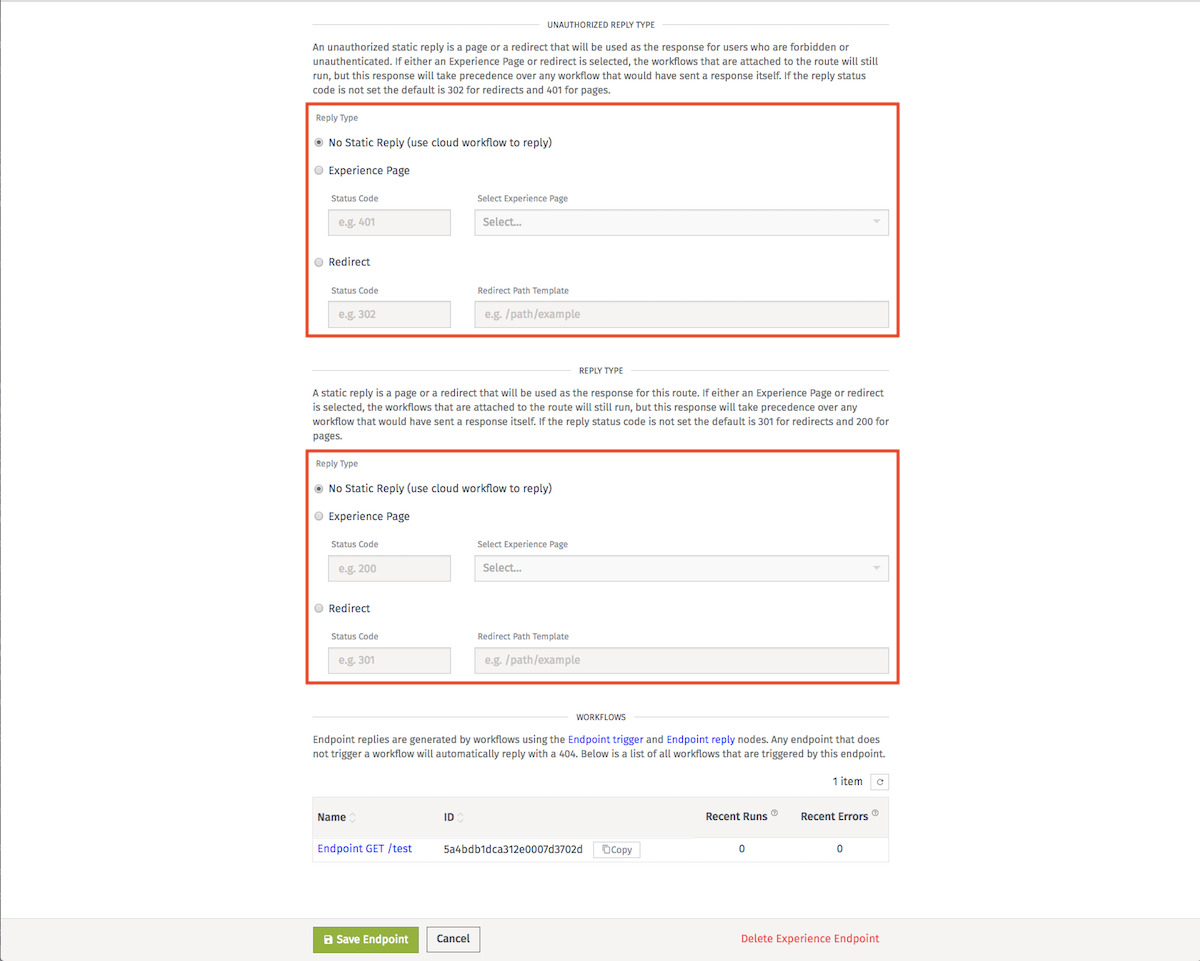 UNAUTHORIZED REPLY TYPE
An unauthorized static reply is a page or a redirect that will be used as the response for users who are forbidden or
unauthenticated. If either an Experience Page or redirect is selected, the workflows that are attached to the route will still
run, but this response will take precedence over any workflow that would have sent a response itself. If the reply status
code is not set the default is 302 for redirects and 401 for pages.
Reply Type
No Static Reply (use cloud workflow to reply)
Experience Page
Status Code Select Experience Page
e.g. 401 Select...
Redirect
Status Code Redirect Path Template
e.g. 302 e.g. /path/example
REPLY TYPE
A static reply is a page or a redirect that will be used as the response for this route. If either an Experience Page or redirect
is selected, the workflows that are attached to the route will still run, but this response will take precedence over any
workflow that would have sent a response itself. If the reply status code is not set the default is 301 for redirects and 200 for
pages.
Reply Type
No Static Reply (use cloud workflow to reply)
Experience Page
Status Code Select Experience Page
e.g. 200 Select...
Redirect
Status Code Redirect Path Template
e.g. 301 e.g. /path/example
WORKFLOWS
Endpoint replies are generated by workflows using the Endpoint trigger and Endpoint reply nodes. Any endpoint that does
not trigger a workflow will automatically reply with a 404. Below is a list of all workflows that are triggered by this endpoint.
1 item
Name ID Recent Runs ? Recent Errors ?
Endpoint GET /test 5a4bdb1dca312e0007d3702d Copy 0 0
Save Endpoint Cancel Delete Experience Endpoint